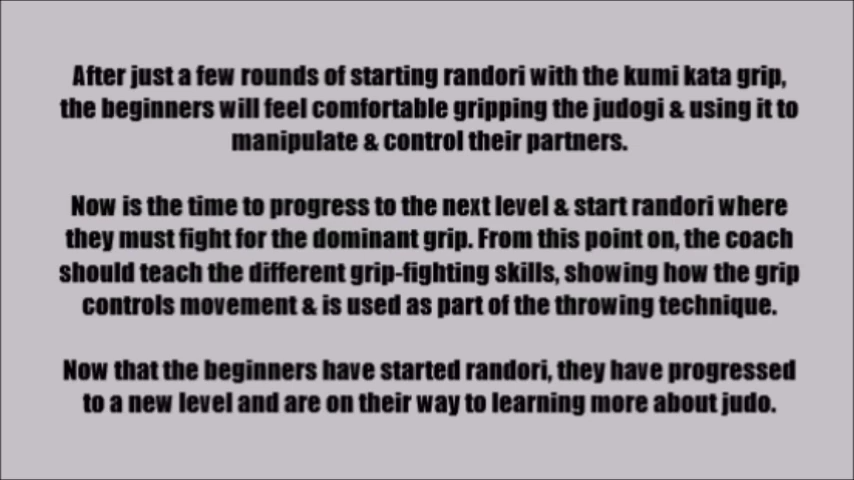 After just a few rounds of starting randori with the kumi kata grip,
the beginners will feel comfortable gripping the judogi & using it to
manipulate & control their partners.
Now is the time to progress to the next level & start randori where
they must fight for the dominant grip. From this point on, the coach
should teach the different grip-fighting skills, showing how the grip
controls movement & is used as part of the throwing technique.
Now that the beginners have started randori, they have progressed
to a new level and are on their way to learning more about judo.